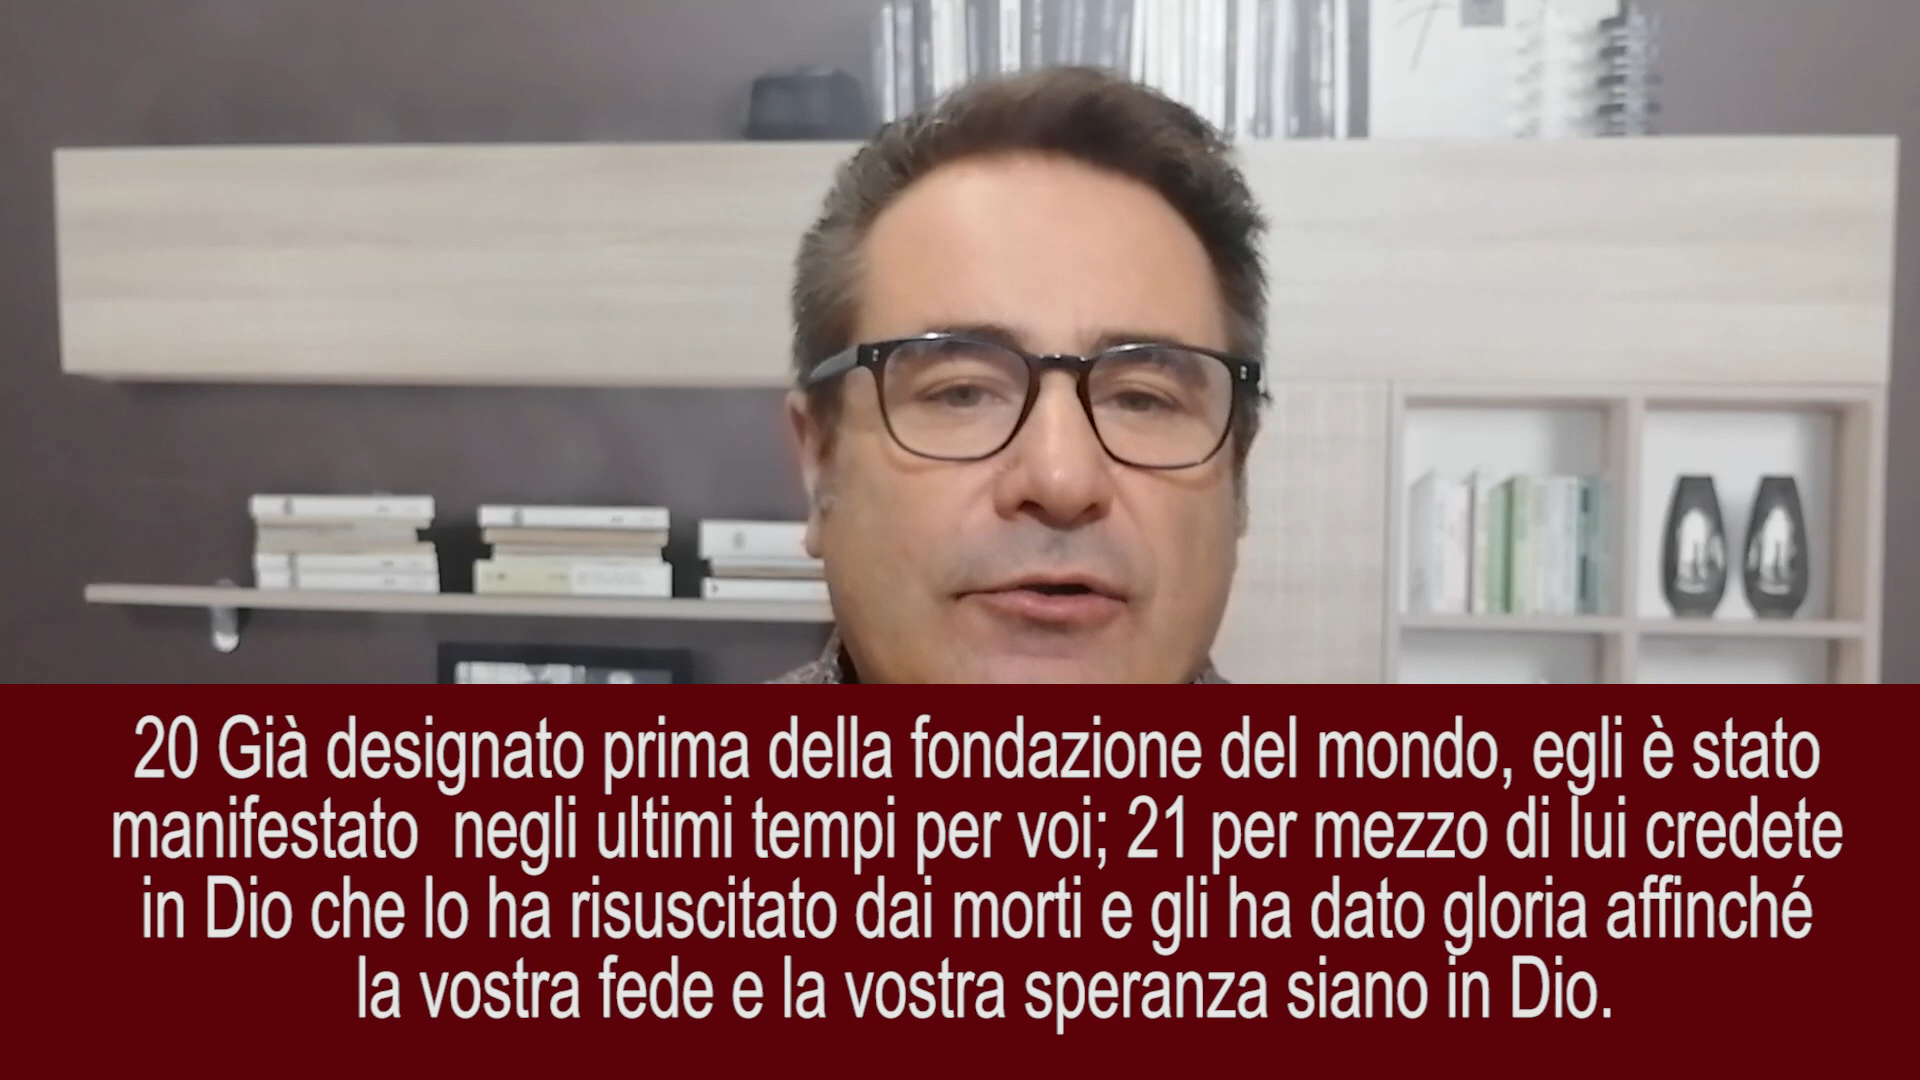 20 Già designato prima della fondazione del mondo, egli è stato
manifestato  negli ultimi tempi per voi; 21 per mezzo di lui credete
in Dio che lo ha risuscitato dai morti e gli ha dato gloria affinché
la vostra fede e la vostra speranza siano in Dio.